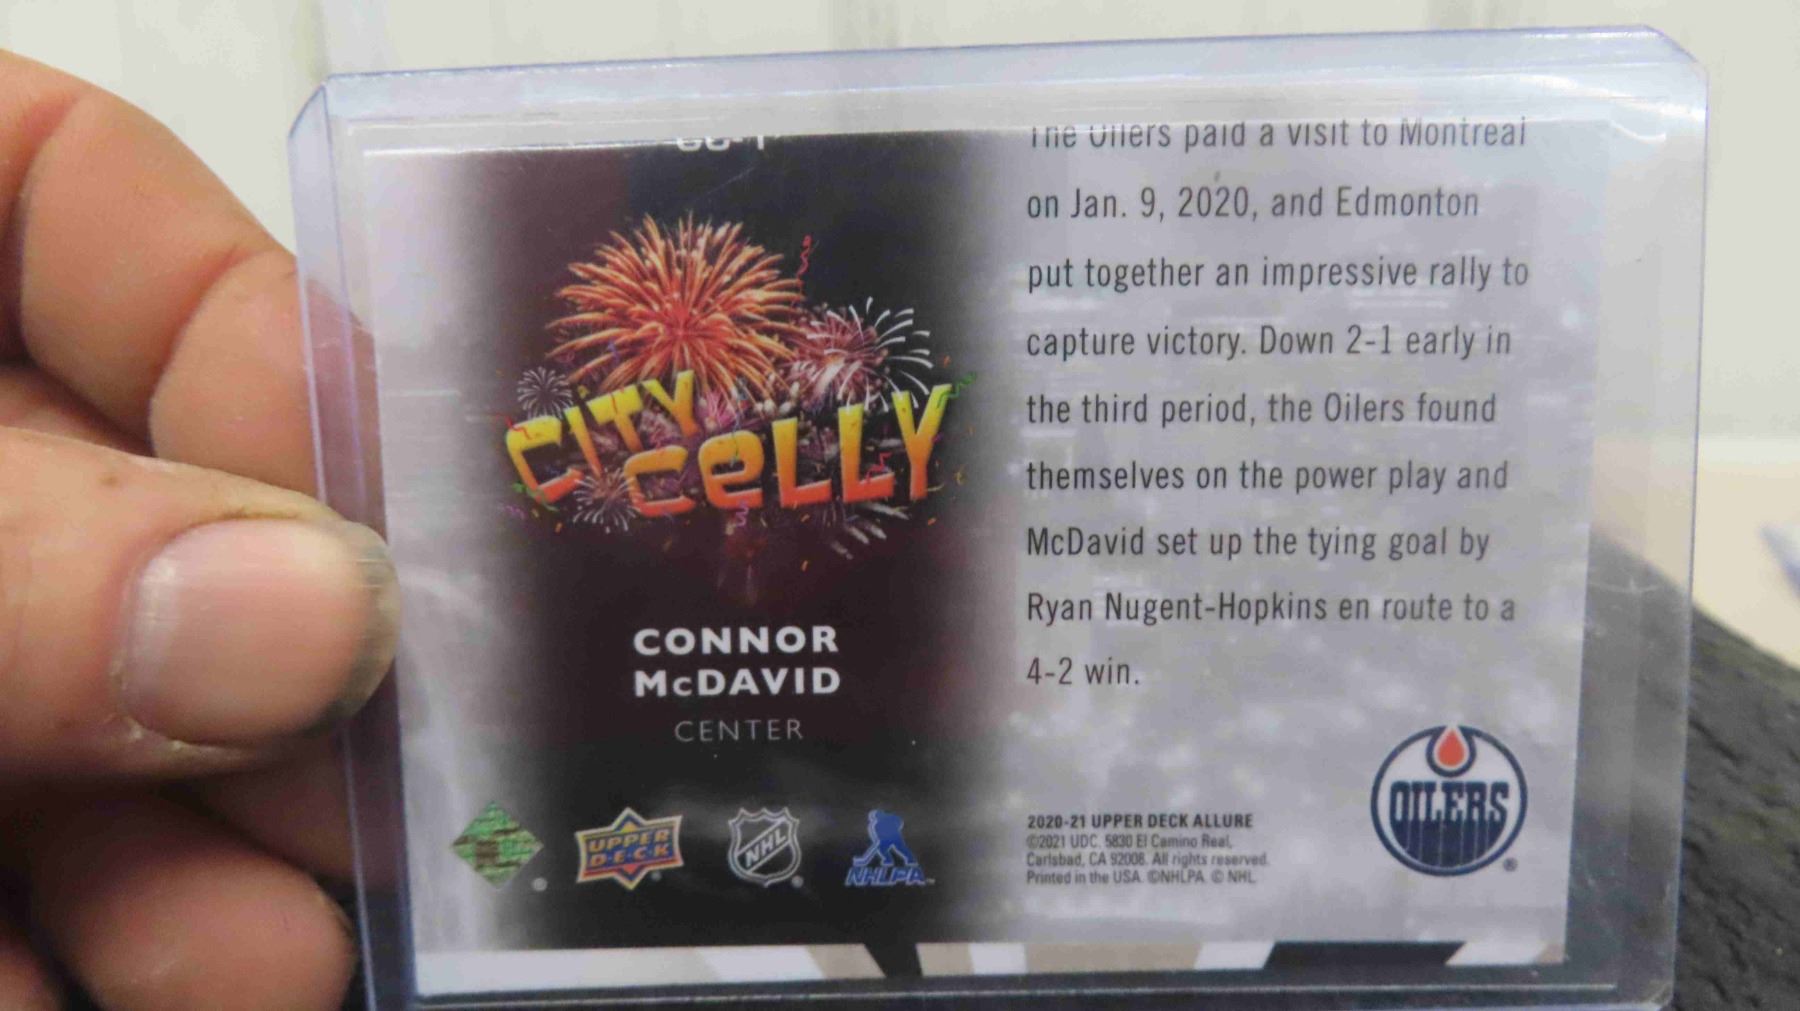 The Oilers paid a visit to Montreal
on Jan. 9, 2020, and Edmonton
put together an impressive rally to
capture victory. Down 2-1 early in
the third period, the Oilers found
themselves on the power play and
McDavid set up the tying goal by
Ryan Nugent-Hopkins en route to a
4-2 win.
CITY
CELLY
CONNOR
McDAVID
CENTER
UPPER
D·E·C·K
NHL
NHLPA
2020-21 UPPER DECK ALLURE
©2021 UDC. 5830 El Camino Real,
Carlsbad, CA 92008. All rights reserved.
Printed in the USA. ©NHLPA. © NHL
OILERS